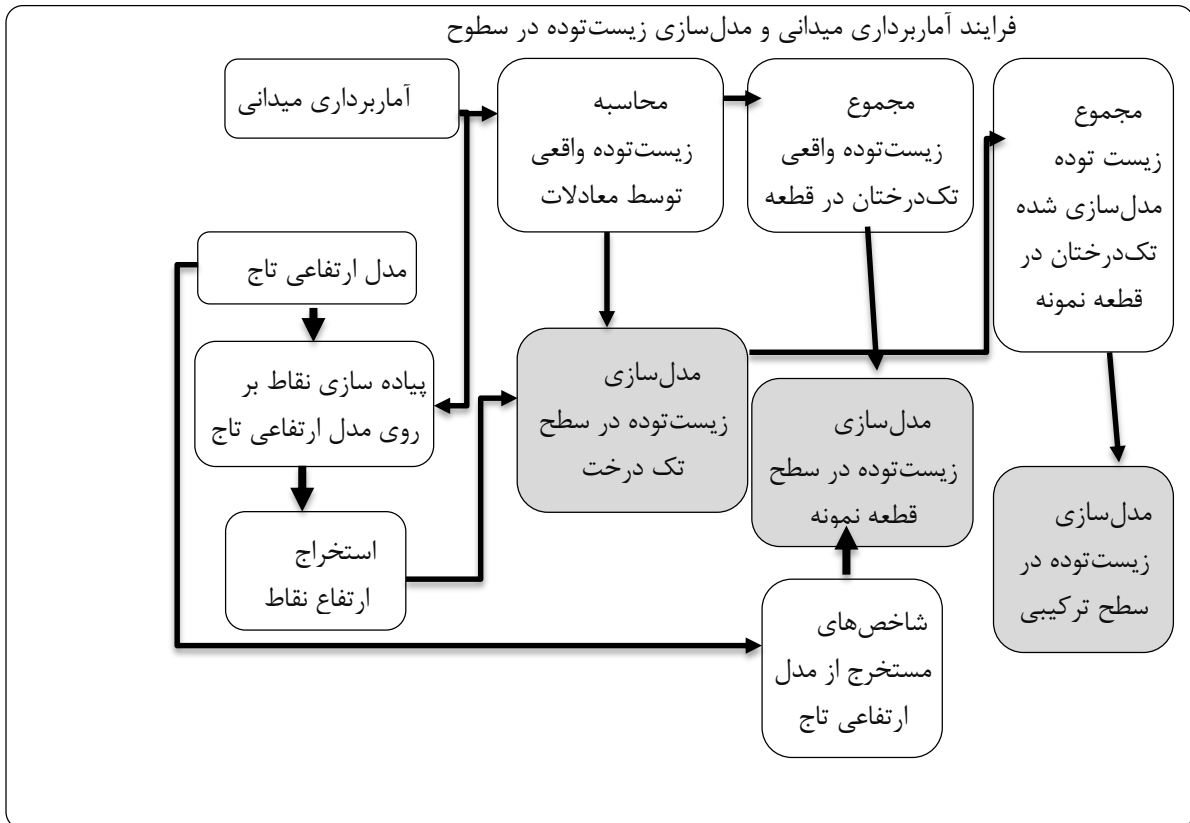 فرایند آماربرداری میدانی و مدل‌سازی زیست‌توده در سطوح
آماربرداری میدانی
محاسبه
زیست‌توده واقعی
توسط معادلات
مجموع
زیست‌توده واقعی
تک‌درختان در قطعه
مجموع
زیست توده
مدل‌سازی شده
تک‌درختان در
قطعه نمونه
مدل ارتفاعی تاج
پیاده سازی نقاط بر
روی مدل ارتفاعی تاج
استخراج
ارتفاع نقاط
مدل‌سازی
زیست‌توده در سطح
تک درخت
مدل‌سازی
زیست‌توده در سطح
قطعه نمونه
مدل‌سازی
زیست‌توده در
سطح ترکیبی
شاخص‌های
مستخرج از مدل
ارتفاعی تاج